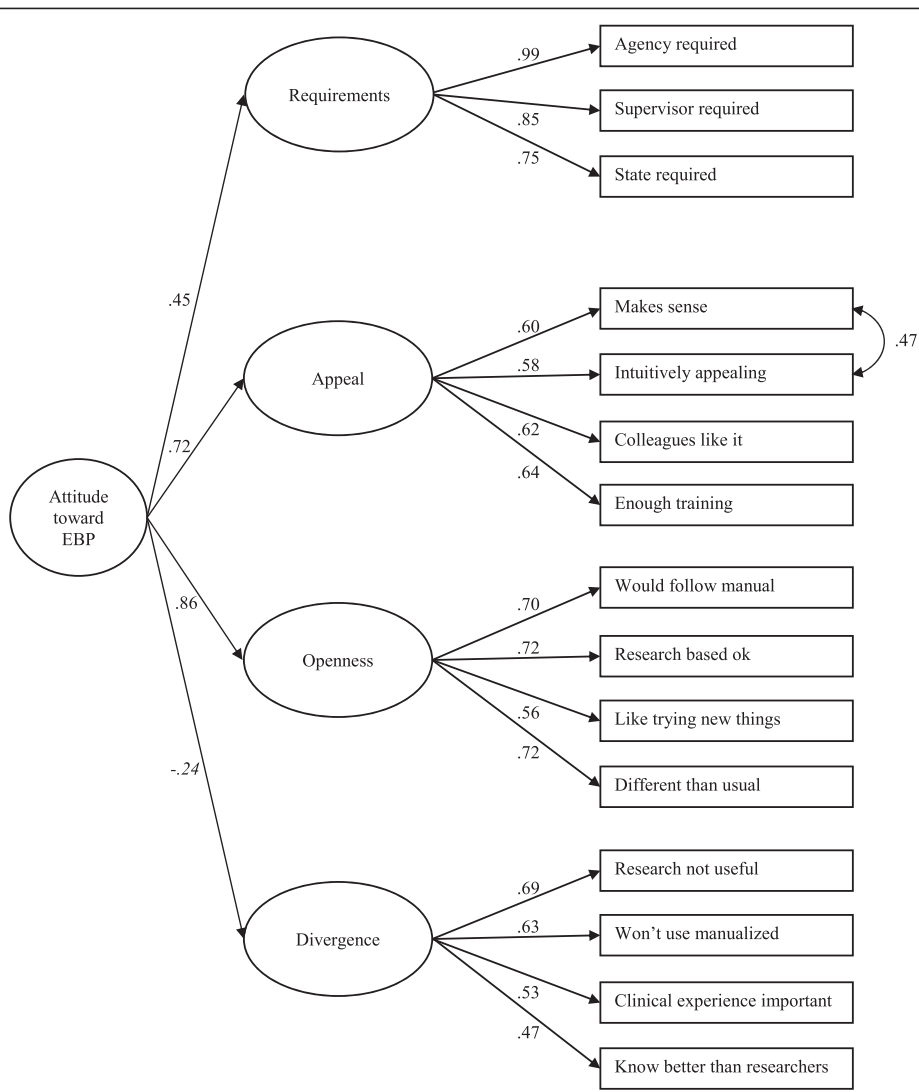 .99
Agency required
Requirements
.85
Supervisor required
.75
State required
.45
.60
Makes sense
.47
Appeal
.58
Intuitively appealing
.62
Colleagues like it
.64
Enough training
.72
Attitude
toward
EBP
.86
.70
Would follow manual
Openness
.72
Research based ok
.56
Like trying new things
.72
Different than usual
-.24
.69
Research not useful
Divergence
.63
Won’t use manualized
.53
Clinical experience important
.47
Know better than researchers